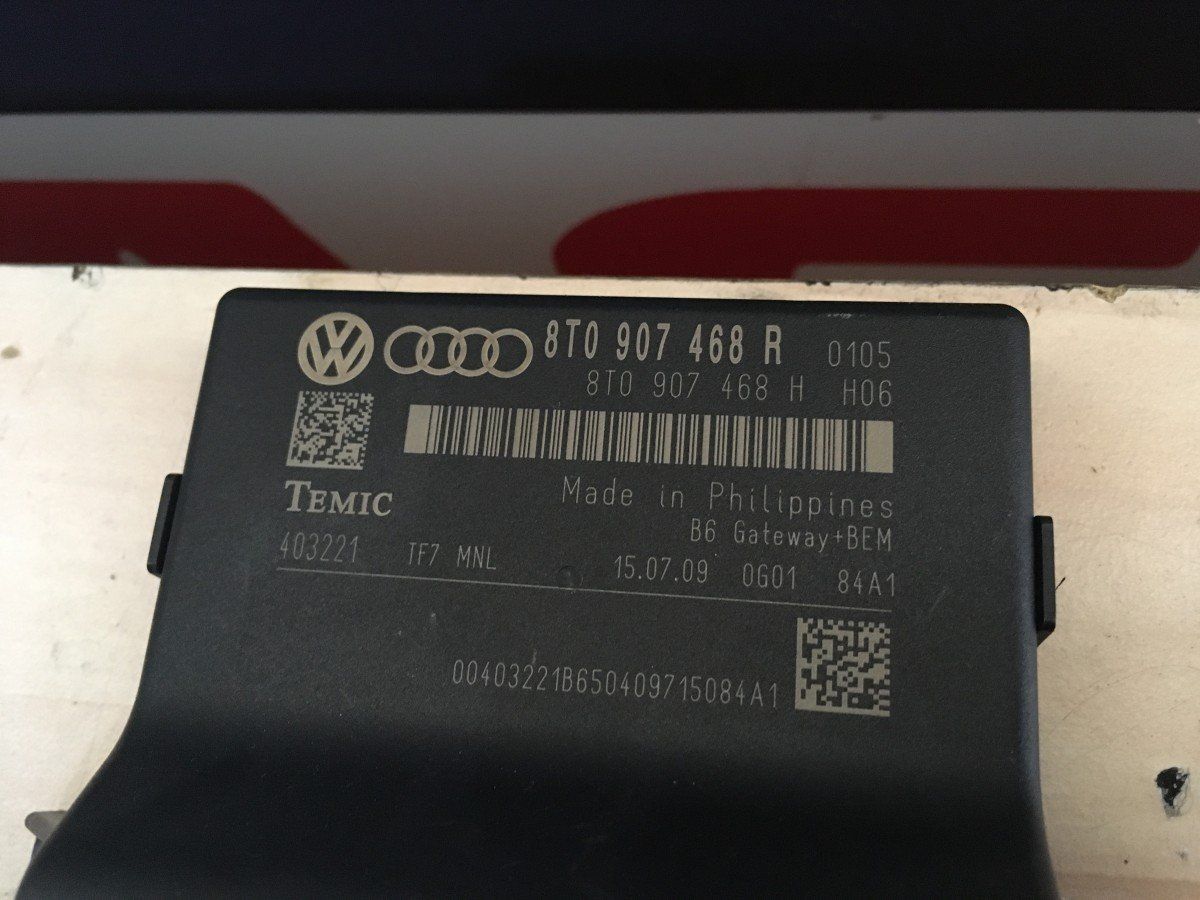 8T0 907 468 R 0105
8T0 907 468 H H06
TEMIC
Made in Philippines
B6 Gateway+BEM
403221 TF7 MNL 15.07.09 0G01 84A1
00403221B650409715084A1